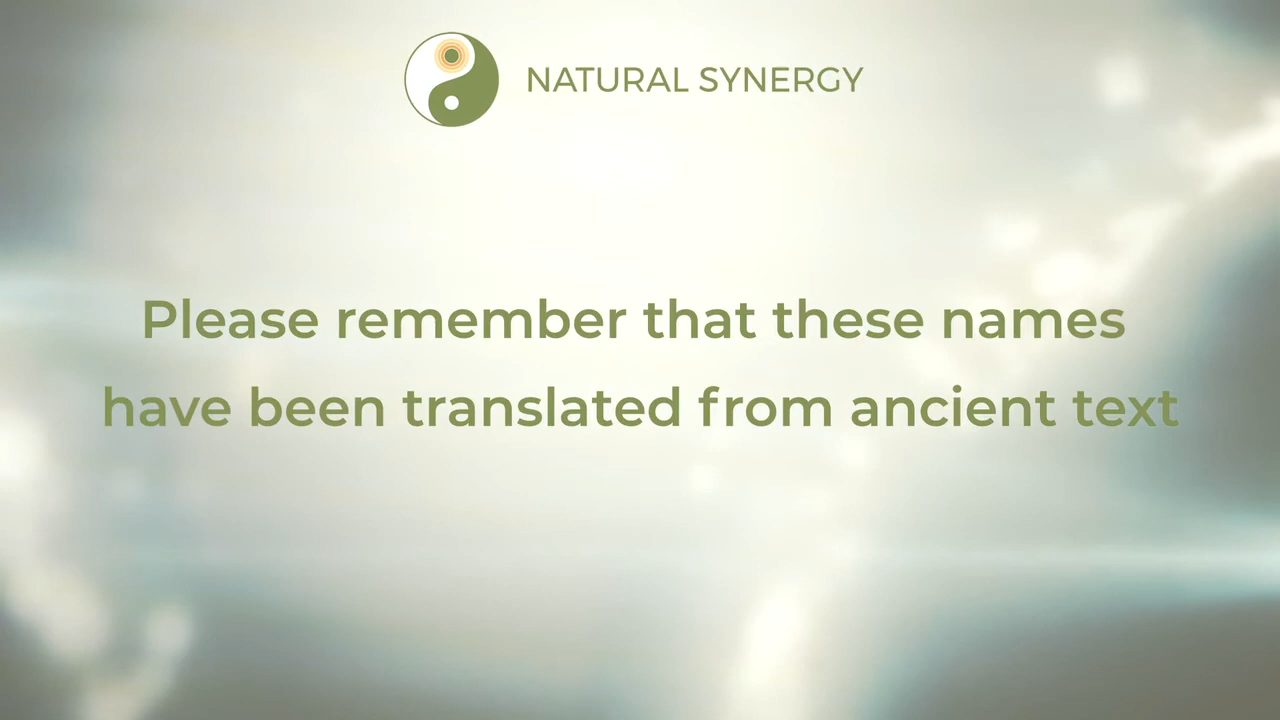 NATURAL SYNERGY
Please remember that these names
have been translated from ancient text